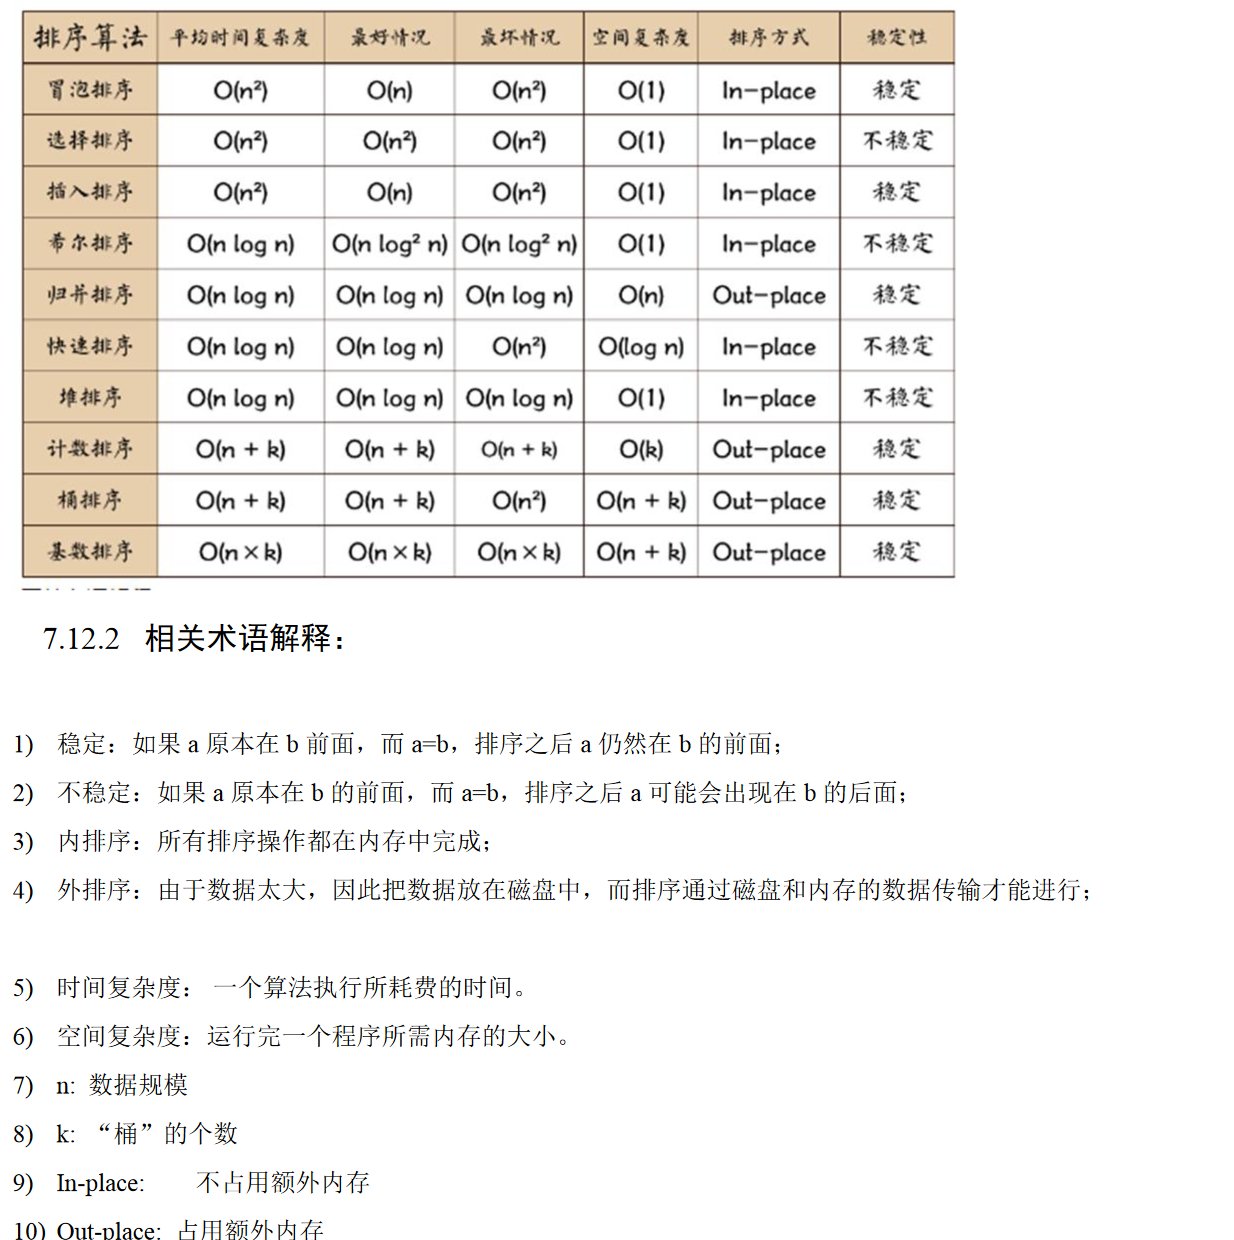 排序算法 平均时间复杂度 最好情况 最坏情况 空间复杂度 排序方式 稳定性
冒泡排序 O(n²) O(n) O(n²) O(1) In-place 稳定
选择排序 O(n²) O(n²) O(n²) O(1) In-place 不稳定
插入排序 O(n²) O(n) O(n²) O(1) In-place 稳定
希尔排序 O(n log n) O(n log² n) O(n log² n) O(1) In-place 不稳定
归并排序 O(n log n) O(n log n) O(n log n) O(n) Out-place 稳定
快速排序 O(n log n) O(n log n) O(n²) O(log n) In-place 不稳定
堆排序 O(n log n) O(n log n) O(n log n) O(1) In-place 不稳定
计数排序 O(n + k) O(n + k) O(n + k) O(k) Out-place 稳定
桶排序 O(n + k) O(n + k) O(n²) O(n + k) Out-place 稳定
基数排序 O(n×k) O(n×k) O(n×k) O(n + k) Out-place 稳定
7.12.2 相关术语解释：
1) 稳定：如果 a 原本在 b 前面，而 a=b，排序之后 a 仍然在 b 的前面；
2) 不稳定：如果 a 原本在 b 的前面，而 a=b，排序之后 a 可能会出现在 b 的后面；
3) 内排序：所有排序操作都在内存中完成；
4) 外排序：由于数据太大，因此把数据放在磁盘中，而排序通过磁盘和内存的数据传输才能进行；
5) 时间复杂度： 一个算法执行所耗费的时间。
6) 空间复杂度：运行完一个程序所需内存的大小。
7) n: 数据规模
8) k: “桶”的个数
9) In-place: 不占用额外内存
10) Out-place: 占用额外内存